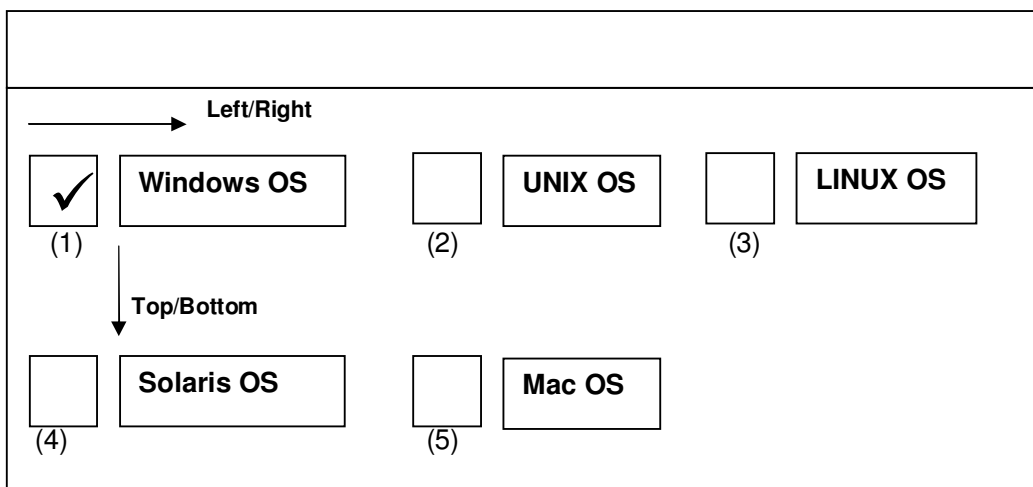 Left/Right
Windows OS UNIX OS LINUX OS
(1) (2) (3)
Top/Bottom
Solaris OS Mac OS
(4) (5)